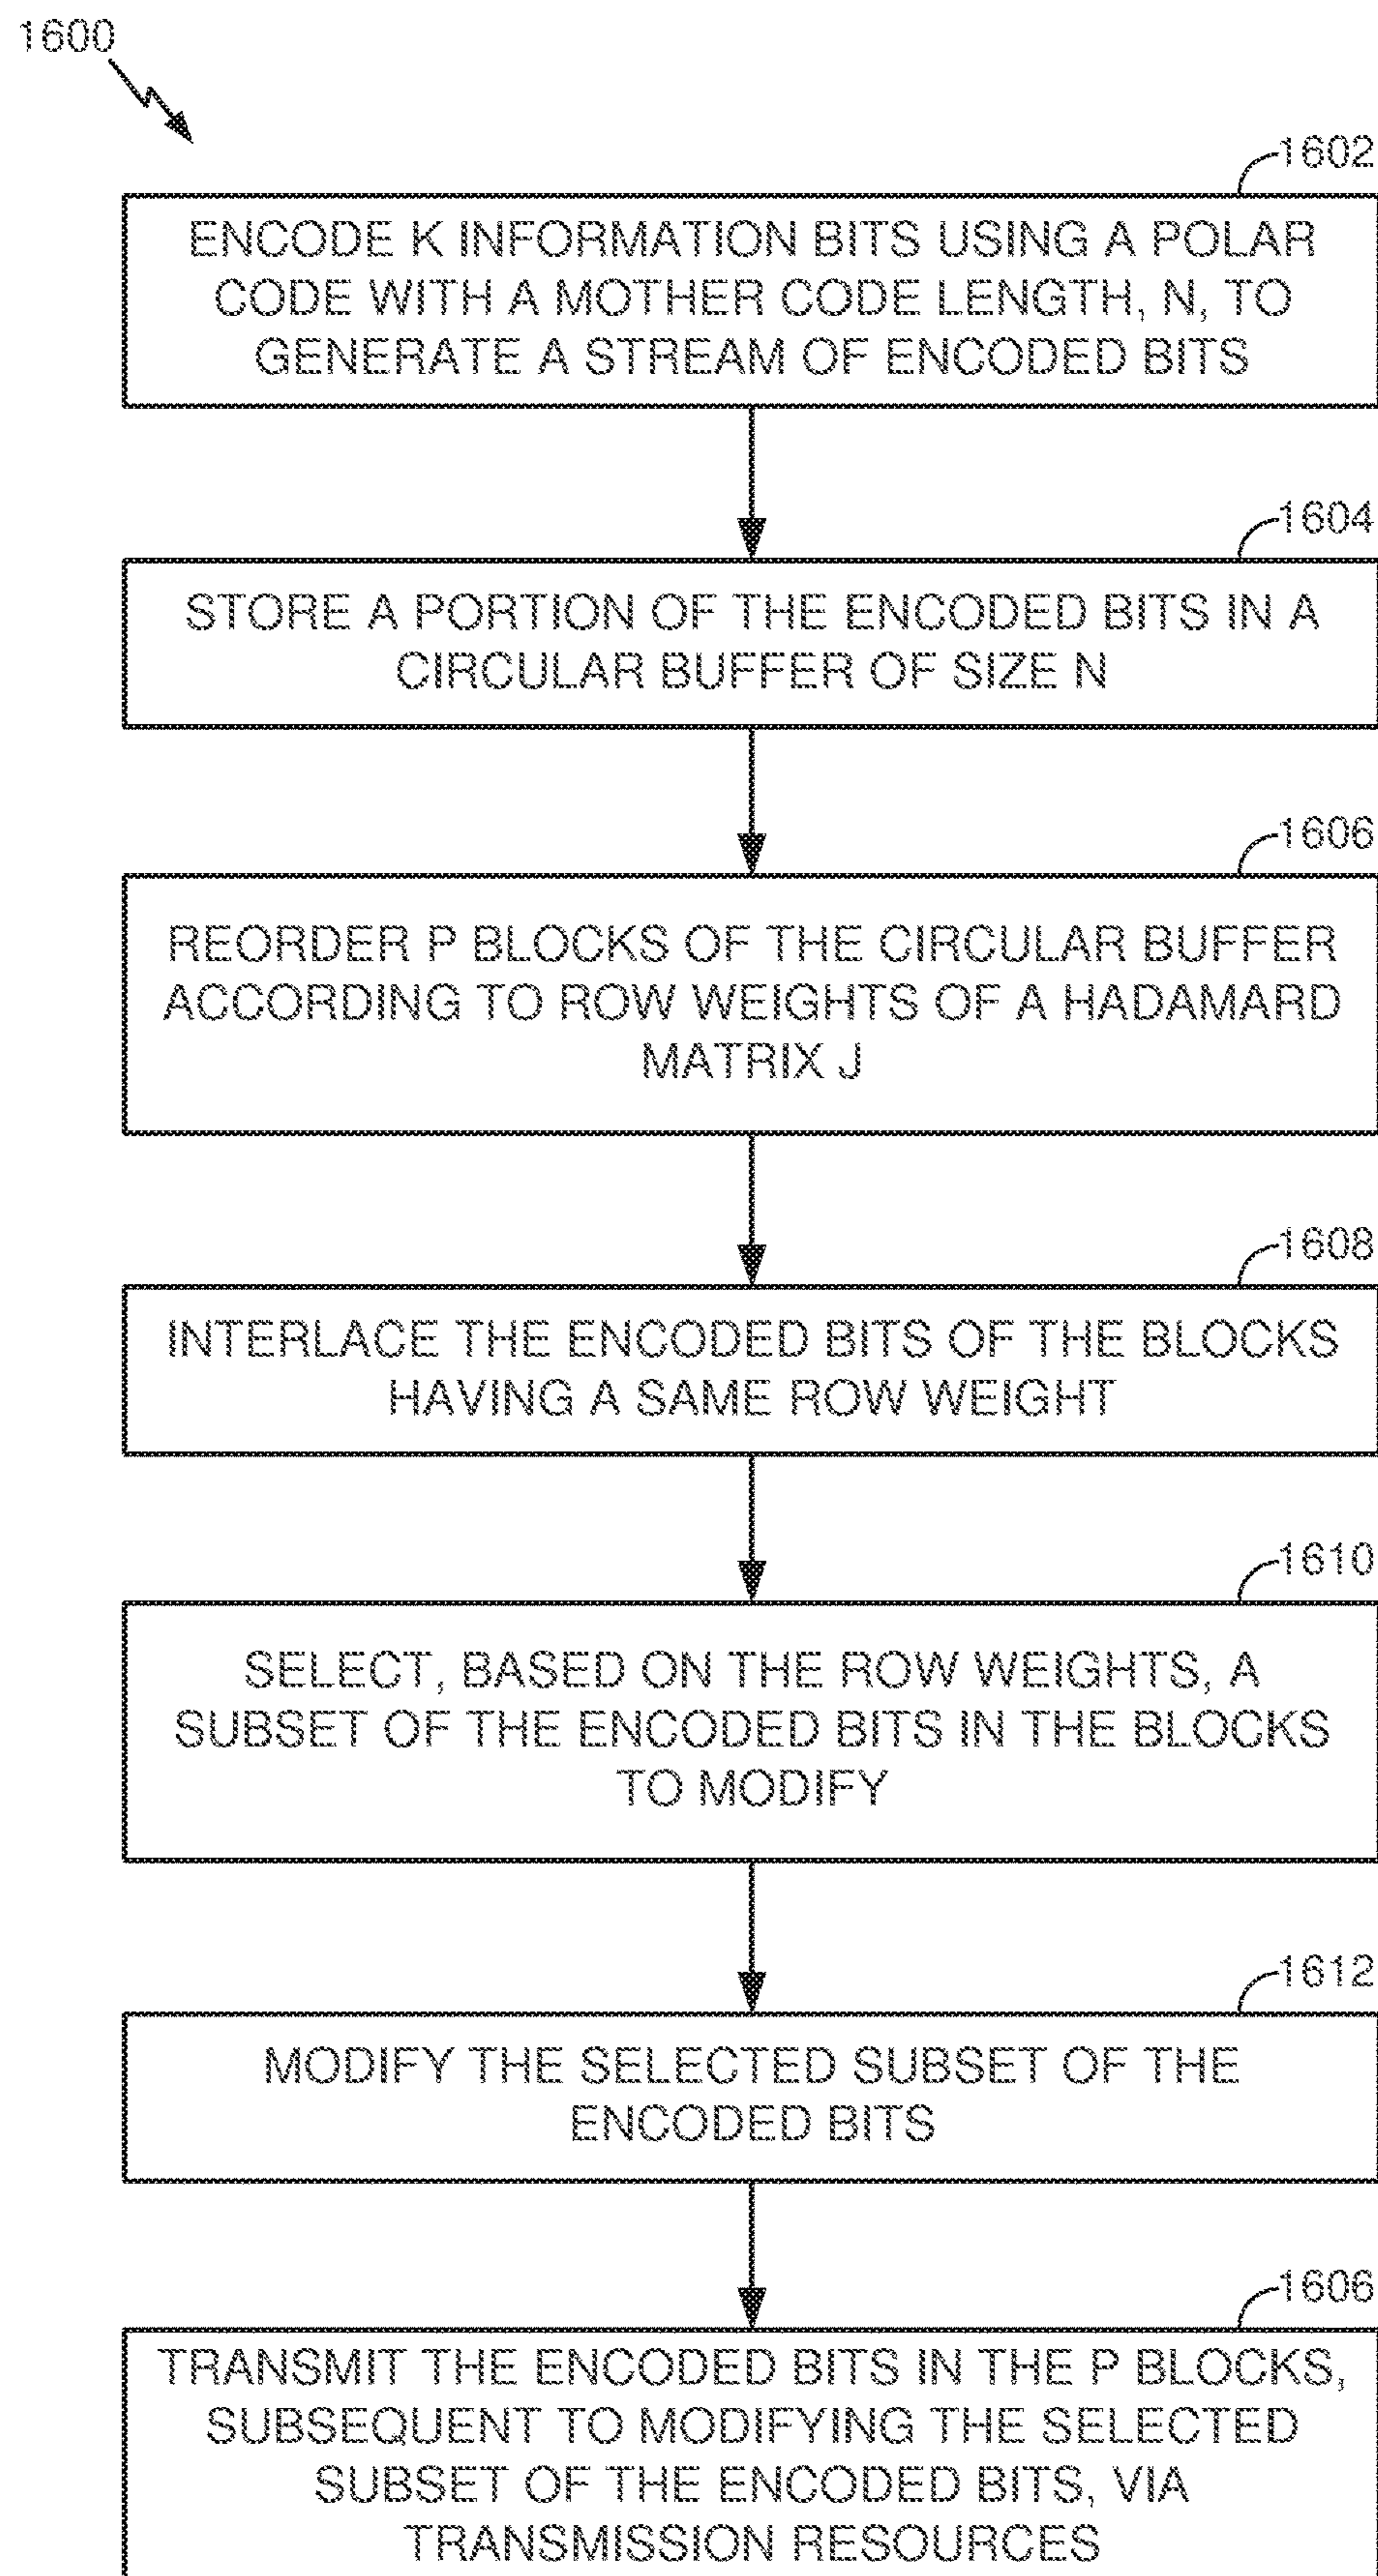 1600
1602
ENCODE K INFORMATION BITS USING A POLAR
CODE WITH A MOTHER CODE LENGTH, N, TO
GENERATE A STREAM OF ENCODED BITS
1604
STORE A PORTION OF THE ENCODED BITS IN A
CIRCULAR BUFFER OF SIZE N
1606
REORDER P BLOCKS OF THE CIRCULAR BUFFER
ACCORDING TO ROW WEIGHTS OF A HADAMARD
MATRIX J
1608
INTERLACE THE ENCODED BITS OF THE BLOCKS
HAVING A SAME ROW WEIGHT
1610
SELECT, BASED ON THE ROW WEIGHTS, A
SUBSET OF THE ENCODED BITS IN THE BLOCKS
TO MODIFY
1612
MODIFY THE SELECTED SUBSET OF THE
ENCODED BITS
1606
TRANSMIT THE ENCODED BITS IN THE P BLOCKS,
SUBSEQUENT TO MODIFYING THE SELECTED
SUBSET OF THE ENCODED BITS, VIA
TRANSMISSION RESOURCES